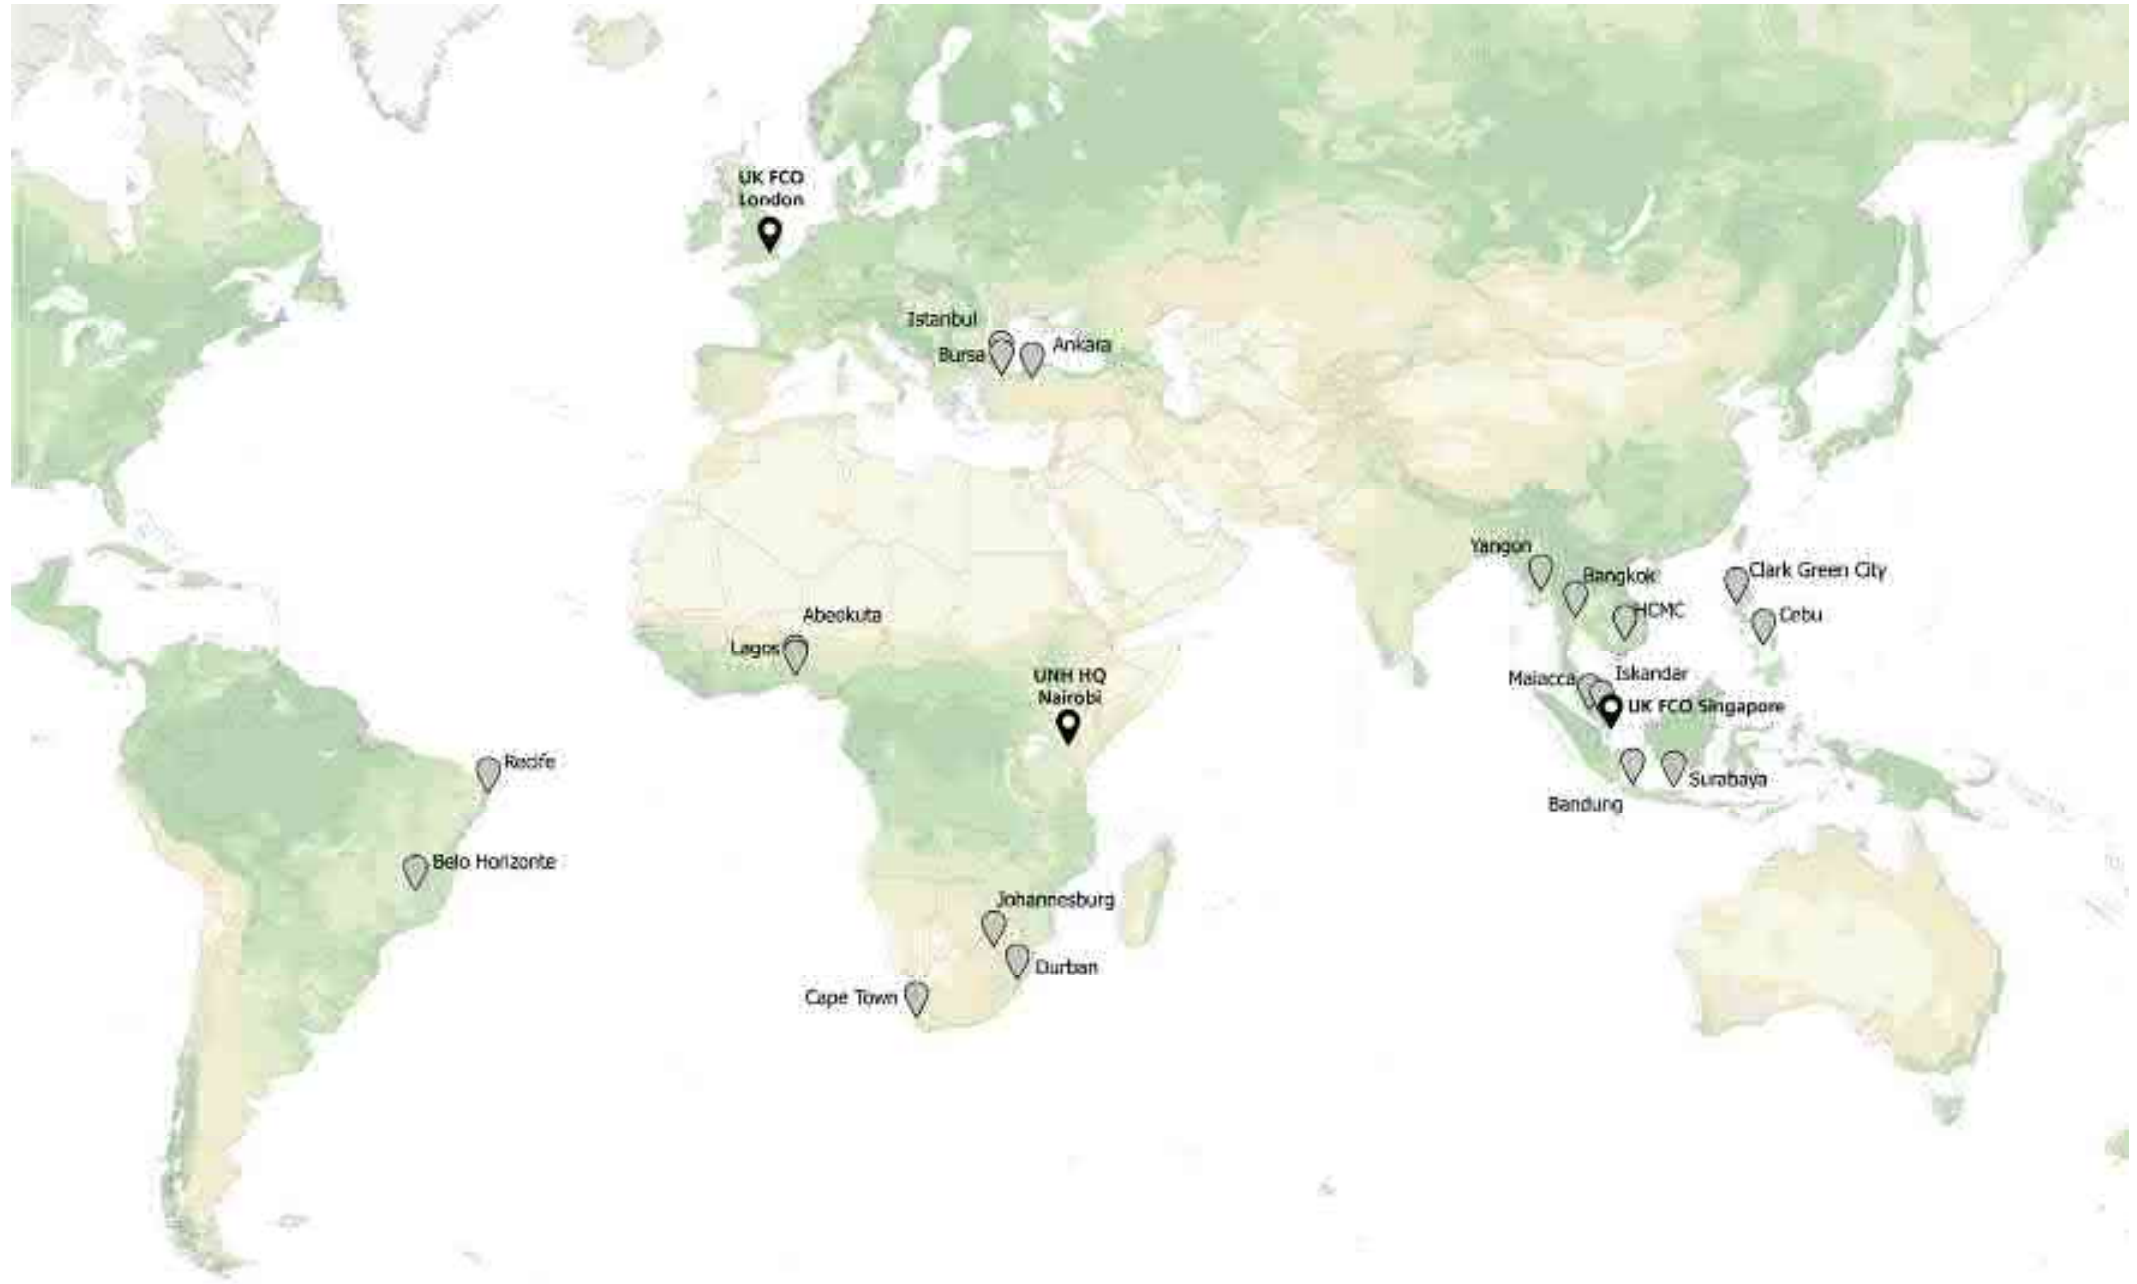 UK FCO
London
Istanbul
Bursa
Ankara
Yangon
Bangkok
Clark Green City
HCMC
Cebu
Abeokuta
Lagos
UNH HQ
Nairobi
Malacca
Iskandar
UK FCO Singapore
Recife
Surabaya
Bandung
Belo Horizonte
Johannesburg
Durban
Cape Town